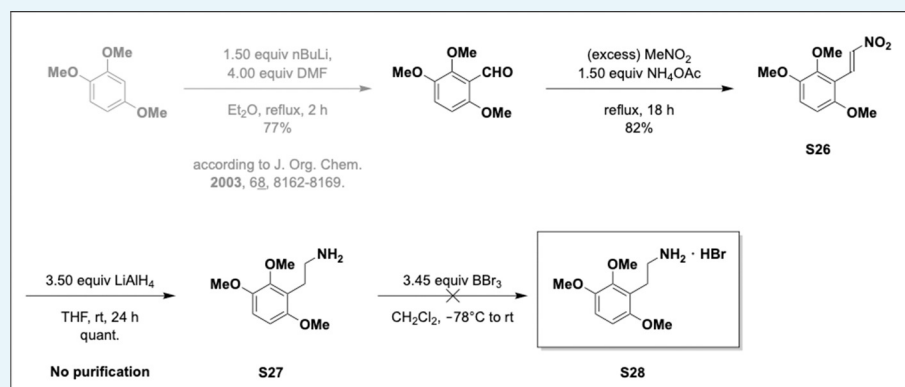 OMe
MeO
OMe
1.50 equiv nBuLi,
4.00 equiv DMF
Et₂O, reflux, 2 h
77%
according to J. Org. Chem.
2003, 68, 8162-8169.
OMe
MeO
CHO
OMe
(excess) MeNO₂
1.50 equiv NH₄OAc
reflux, 18 h
82%
NO₂
OMe
MeO
OMe
S26
3.50 equiv LiAlH₄
THF, rt, 24 h
quant.
No purification
NH₂
OMe
MeO
OMe
S27
3.45 equiv BBr₃
CH₂Cl₂, −78°C to rt
NH₂ · HBr
OMe
MeO
OMe
S28